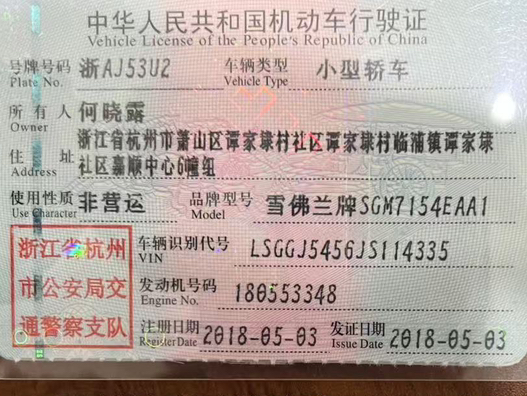 中华人民共和国机动车行驶证
Vehicle License of the People's Republic of China
号牌号码 浙AJ53U2 车辆类型 小型轿车
Plate No. Vehicle Type
所有人 何晓露
Owner
浙江省杭州市萧山区谭家埭村社区谭家埭村临浦镇谭家埭
住址 社区嘉顺中心6幢组
Address
使用性质 非营运 品牌型号 雪佛兰牌SGM7154EAA1
Use Character Model
浙江省杭州 车辆识别代号 LSGGJ5456JS114335
VIN
市公安局交 发动机号码 180553348
Engine No.
通警察支队 注册日期 2018-05-03 发证日期 2018-05-03
Register Date Issue Date